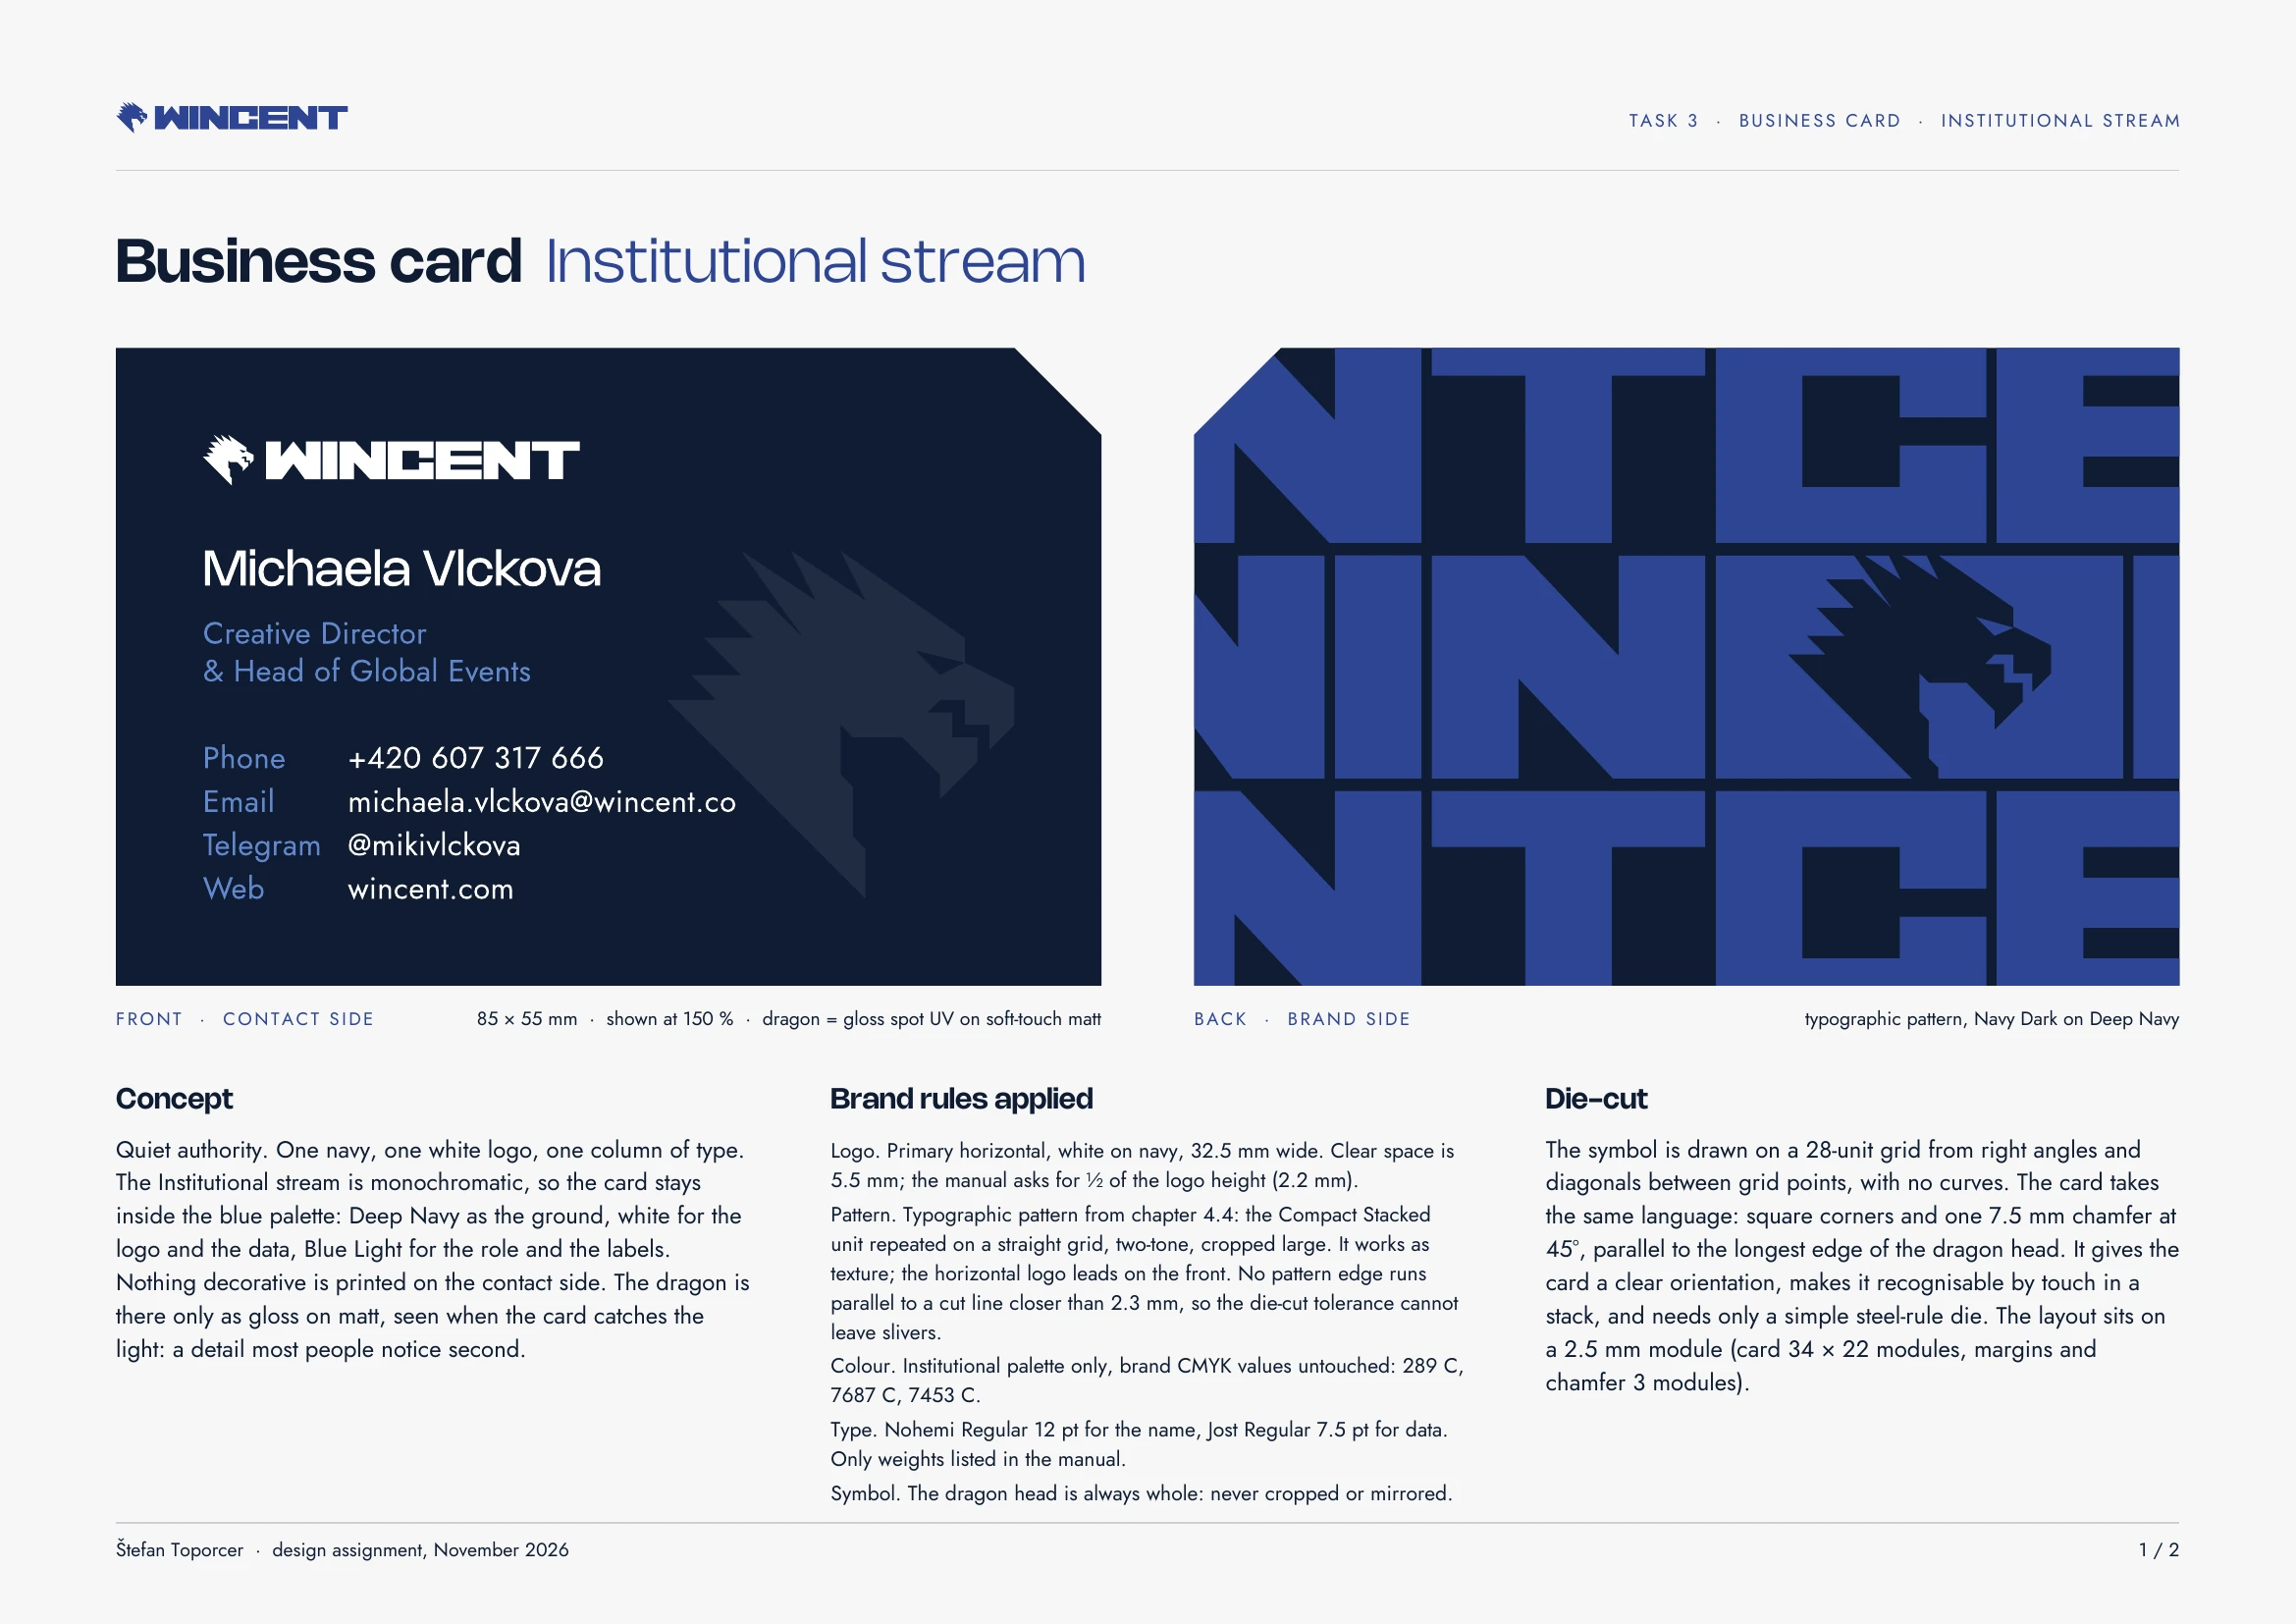 WINCENT
TASK 3 · BUSINESS CARD · INSTITUTIONAL STREAM
Business card Institutional stream
WINCENT
Michaela Vlckova
Creative Director
& Head of Global Events
Phone +420 607 317 666
Email michaela.vlckova@wincent.co
Telegram @mikivlckova
Web wincent.com
NTCE
WIN
NTCE
FRONT · CONTACT SIDE
85 × 55 mm · shown at 150 % · dragon = gloss spot UV on soft-touch matt
BACK · BRAND SIDE
typographic pattern, Navy Dark on Deep Navy
Concept
Quiet authority. One navy, one white logo, one column of type.
The Institutional stream is monochromatic, so the card stays
inside the blue palette: Deep Navy as the ground, white for the
logo and the data, Blue Light for the role and the labels.
Nothing decorative is printed on the contact side. The dragon is
there only as gloss on matt, seen when the card catches the
light: a detail most people notice second.
Brand rules applied
Logo. Primary horizontal, white on navy, 32.5 mm wide. Clear space is
5.5 mm; the manual asks for ½ of the logo height (2.2 mm).
Pattern. Typographic pattern from chapter 4.4: the Compact Stacked
unit repeated on a straight grid, two-tone, cropped large. It works as
texture; the horizontal logo leads on the front. No pattern edge runs
parallel to a cut line closer than 2.3 mm, so the die-cut tolerance cannot
leave slivers.
Colour. Institutional palette only, brand CMYK values untouched: 289 C,
7687 C, 7453 C.
Type. Nohemi Regular 12 pt for the name, Jost Regular 7.5 pt for data.
Only weights listed in the manual.
Symbol. The dragon head is always whole: never cropped or mirrored.
Die-cut
The symbol is drawn on a 28-unit grid from right angles and
diagonals between grid points, with no curves. The card takes
the same language: square corners and one 7.5 mm chamfer at
45°, parallel to the longest edge of the dragon head. It gives the
card a clear orientation, makes it recognisable by touch in a
stack, and needs only a simple steel-rule die. The layout sits on
a 2.5 mm module (card 34 × 22 modules, margins and
chamfer 3 modules).
Štefan Toporcer · design assignment, November 2026
1 / 2